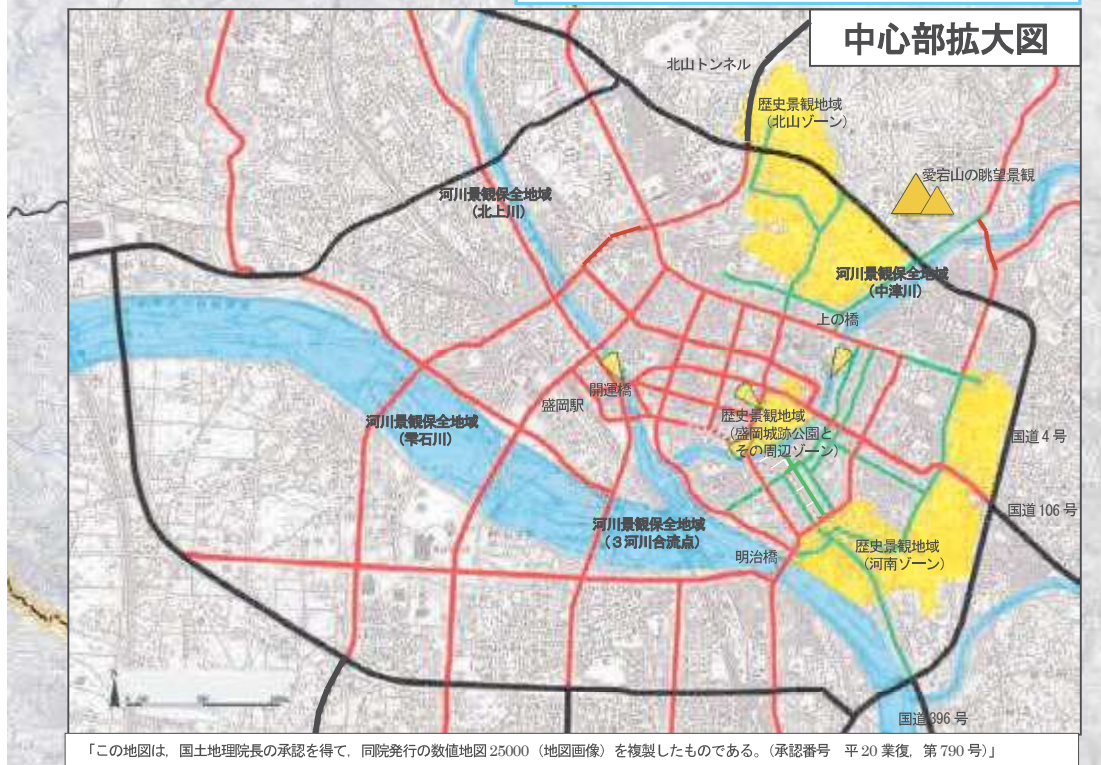 中心部拡大図
北山トンネル
歴史景観地域
(北山ゾーン)
愛宕山の眺望景観
河川景観保全地域
(北上川)
河川景観保全地域
(中津川)
上の橋
開運橋
盛岡駅
河川景観保全地域
(雫石川)
歴史景観地域
(盛岡城跡公園と
その周辺ゾーン)
国道4号
国道106号
河川景観保全地域
(3河川合流点)
明治橋
歴史景観地域
(河南ゾーン)
国道396号
「この地図は、国土地理院長の承認を得て、同院発行の数値地図25000(地図画像)を複製したものである。(承認番号 平20業復、第790号)」